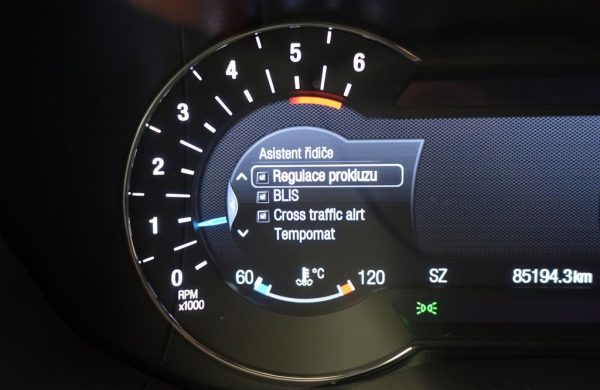 6
5
4
3
2
1
0
RPM
x1000
Asistent řidiče
Regulace prokluzu
BLIS
Cross traffic alrt
Tempomat
60 °C 120
SZ 85194.3km